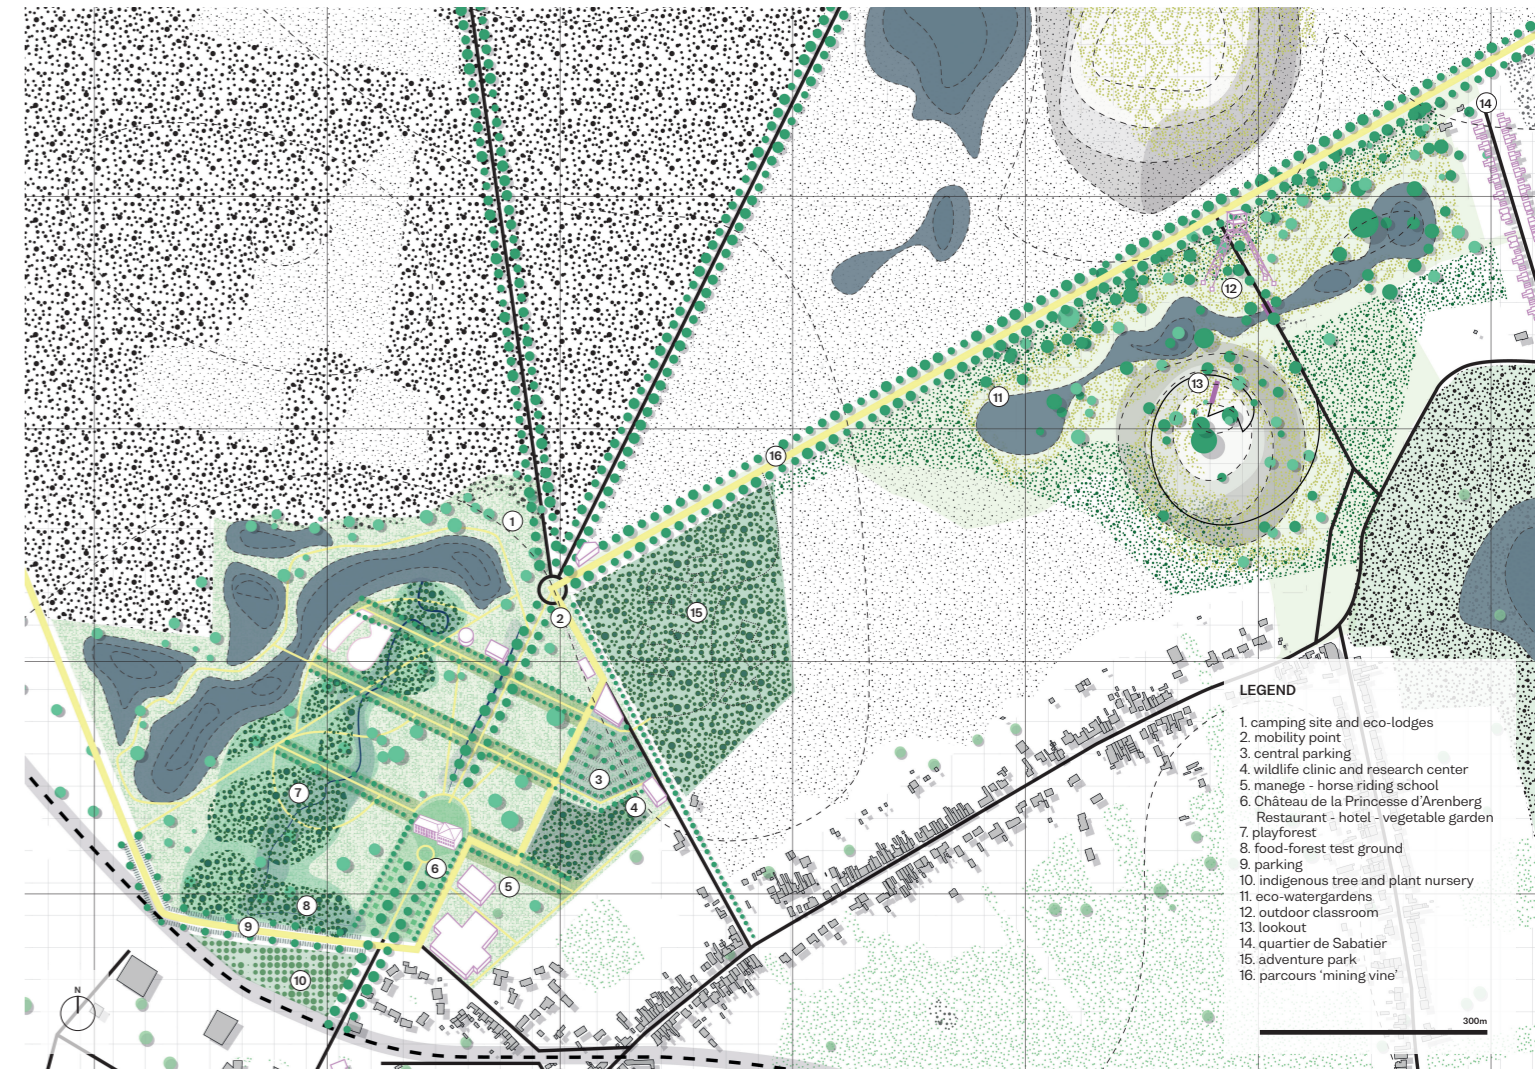 14
12
13
11
16
1
2
15
3
4
7
6
5
8
9
10
N
LEGEND
1. camping site and eco-lodges
2. mobility point
3. central parking
4. wildlife clinic and research center
5. manege - horse riding school
6. Château de la Princesse d'Arenberg
Restaurant - hotel - vegetable garden
7. playforest
8. food-forest test ground
9. parking
10. indigenous tree and plant nursery
11. eco-watergardens
12. outdoor classroom
13. lookout
14. quartier de Sabatier
15. adventure park
16. parcours ‘mining vine’
300m